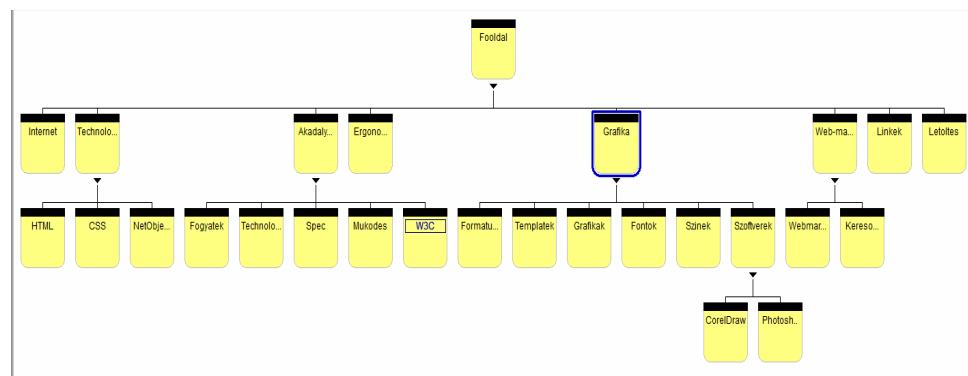 Fooldal
Internet Technolo... Akadaly... Ergono... Grafika Web-ma... Linkek Letoltes
HTML CSS NetObje... Fogyatek Technolo... Spec Mukodes W3C Formatu... Templatek Grafikak Fontok Szinek Szoftverek Webmar... Kereso...
CorelDraw Photosh..